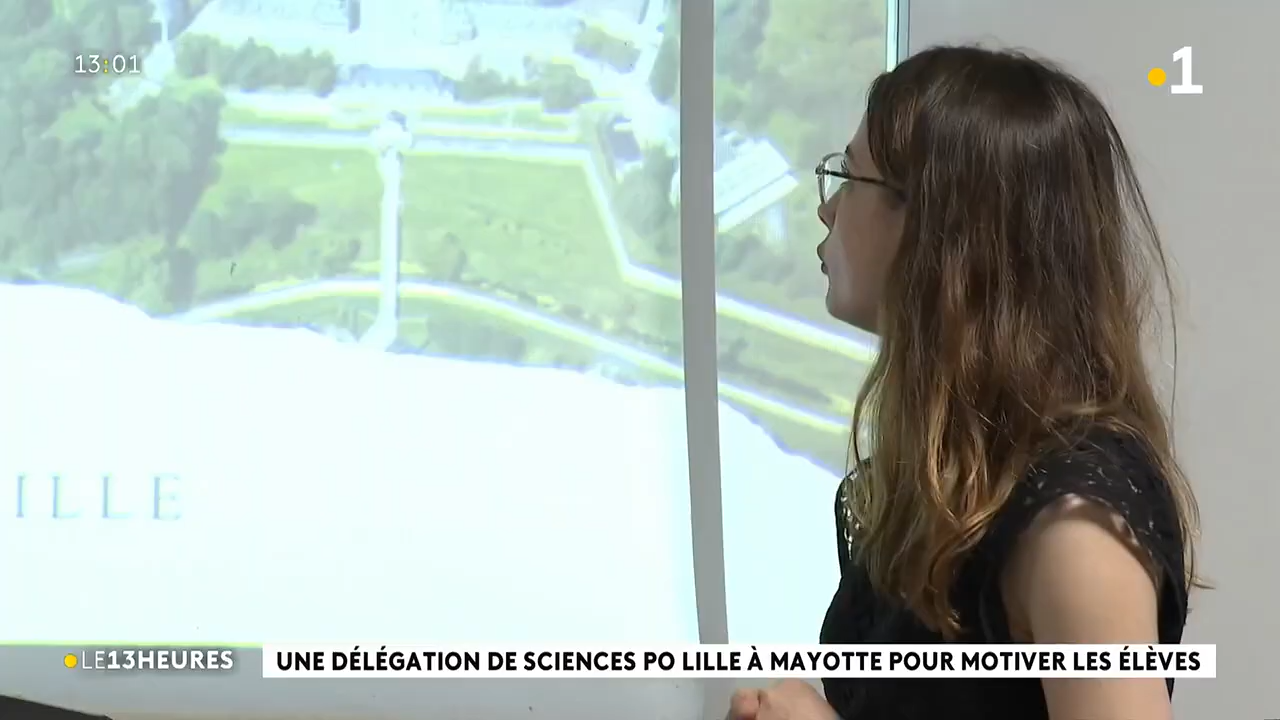 13:01
1
ILLE
LE13HEURES
UNE DÉLÉGATION DE SCIENCES PO LILLE À MAYOTTE POUR MOTIVER LES ÉLÈVES